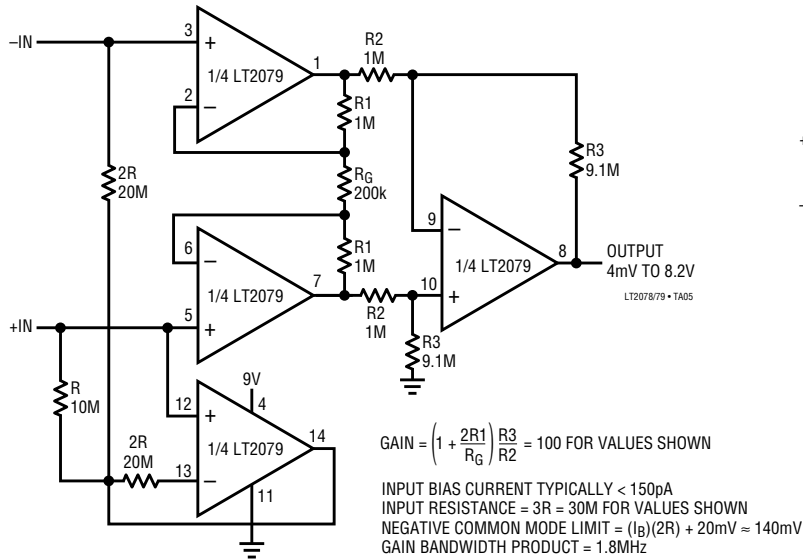 –IN
3
+
1/4 LT2079
1
2
–
R2
1M
R1
1M
R3
9.1M
2R
20M
RG
200k
+
–
6
–
1/4 LT2079
7
5
+
R1
1M
R2
1M
9
–
1/4 LT2079
8
10
+
OUTPUT
4mV TO 8.2V
LT2078/79 • TA05
+IN
R3
9.1M
R
10M
9V
4
12
+
1/4 LT2079
14
2R
20M
13
–
11
GAIN = (1 + 2R1/RG) R3/R2 = 100 FOR VALUES SHOWN
INPUT BIAS CURRENT TYPICALLY < 150pA
INPUT RESISTANCE = 3R = 30M FOR VALUES SHOWN
NEGATIVE COMMON MODE LIMIT = (IB)(2R) + 20mV ≈ 140mV
GAIN BANDWIDTH PRODUCT = 1.8MHz